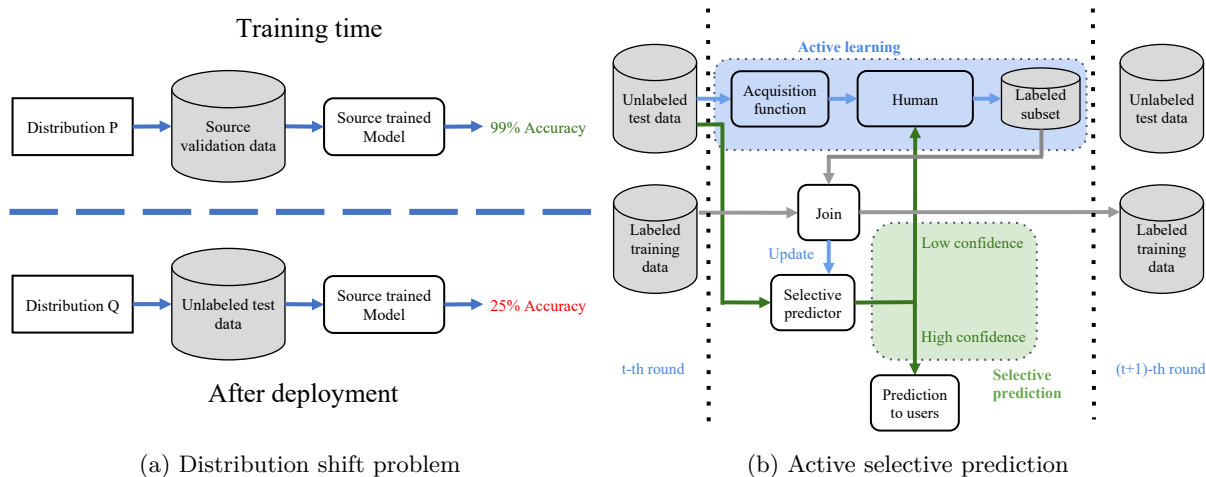 Training time
Distribution P
Source
validation data
Source trained
Model
99% Accuracy
Distribution Q
Unlabeled test
data
Source trained
Model
25% Accuracy
After deployment
(a) Distribution shift problem
Active learning
Unlabeled
test data
Acquisition
function
Human
Labeled
subset
Unlabeled
test data
Labeled
training
data
Join
Labeled
training
data
Update
Low confidence
Selective
predictor
High confidence
t-th round
Selective
prediction
(t+1)-th round
Prediction
to users
(b) Active selective prediction